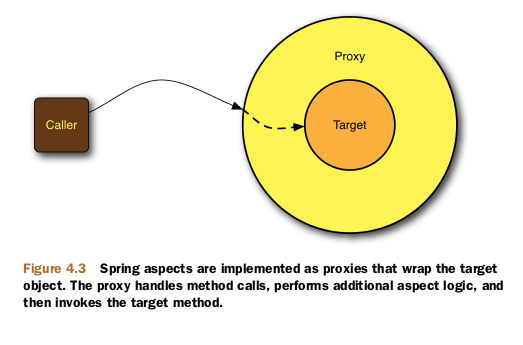 Proxy
Caller
Target
Figure 4.3 Spring aspects are implemented as proxies that wrap the target
object. The proxy handles method calls, performs additional aspect logic, and
then invokes the target method.